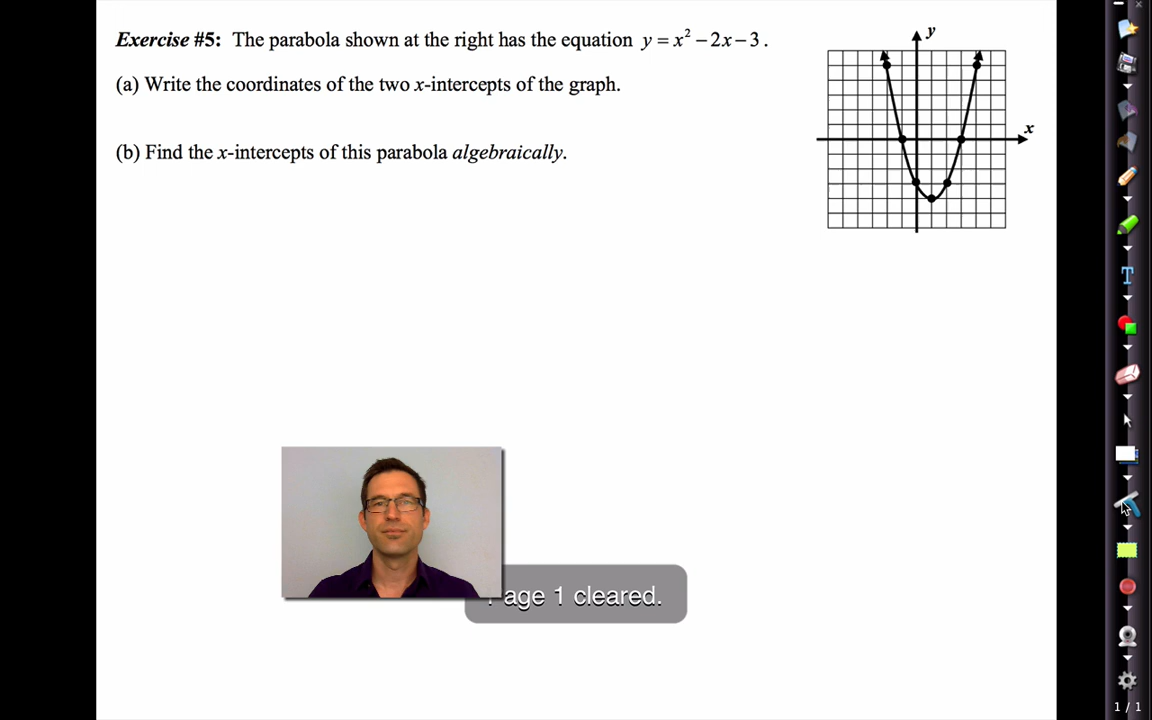 Exercise #5: The parabola shown at the right has the equation y = x² − 2x − 3.
(a) Write the coordinates of the two x-intercepts of the graph.
(b) Find the x-intercepts of this parabola algebraically.
y
x
age 1 cleared.
T
1 / 1